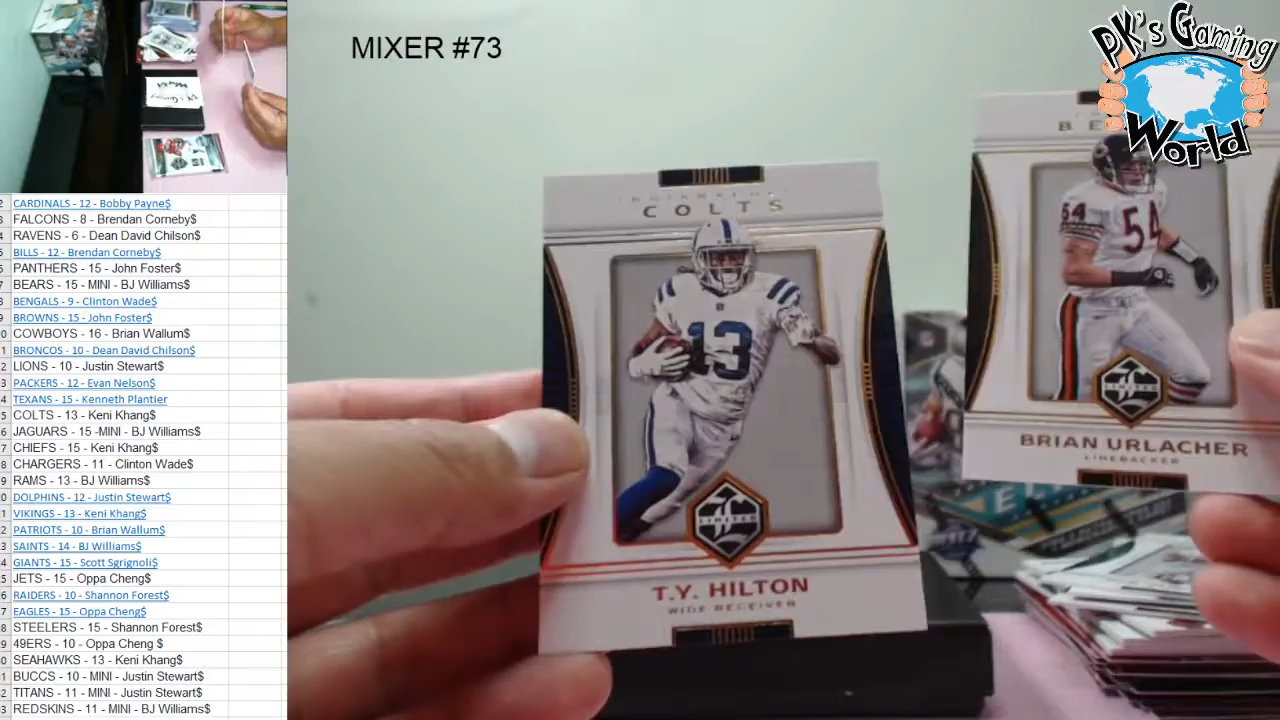 MIXER #73
PK's Gaming
World
CARDINALS - 12 - Bobby Payne$
FALCONS - 8 - Brendan Corneby$
RAVENS - 6 - Dean David Chilson$
BILLS - 12 - Brendan Corneby$
PANTHERS - 15 - John Foster$
BEARS - 15 - MINI - BJ Williams$
BENGALS - 9 - Clinton Wade$
BROWNS - 15 - John Foster$
COWBOYS - 16 - Brian Wallum$
BRONCOS - 10 - Dean David Chilson$
LIONS - 10 - Justin Stewart$
PACKERS - 12 - Evan Nelson$
TEXANS - 15 - Kenneth Plantier
COLTS - 13 - Keni Khang$
JAGUARS - 15 -MINI - BJ Williams$
CHIEFS - 15 - Keni Khang$
CHARGERS - 11 - Clinton Wade$
RAMS - 13 - BJ Williams$
DOLPHINS - 12 - Justin Stewart$
VIKINGS - 13 - Keni Khang$
PATRIOTS - 10 - Brian Wallum$
SAINTS - 14 - BJ Williams$
GIANTS - 15 - Scott Sgrignoli$
JETS - 15 - Oppa Cheng$
RAIDERS - 10 - Shannon Forest$
EAGLES - 15 - Oppa Cheng$
STEELERS - 15 - Shannon Forest$
49ERS - 10 - Oppa Cheng $
SEAHAWKS - 13 - Keni Khang$
BUCCS - 10 - MINI - Justin Stewart$
TITANS - 11 - MINI - Justin Stewart$
REDSKINS - 11 - MINI - BJ Williams$
COLTS
13
LIMITED
T.Y. HILTON
WIDE RECEIVER
54
54
LIMITED
BRIAN URLACHER
LINEBACKER